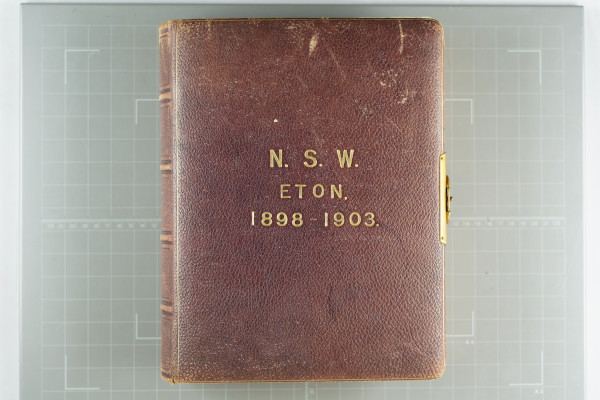 N. S. W.
ETON,
1898-1903.